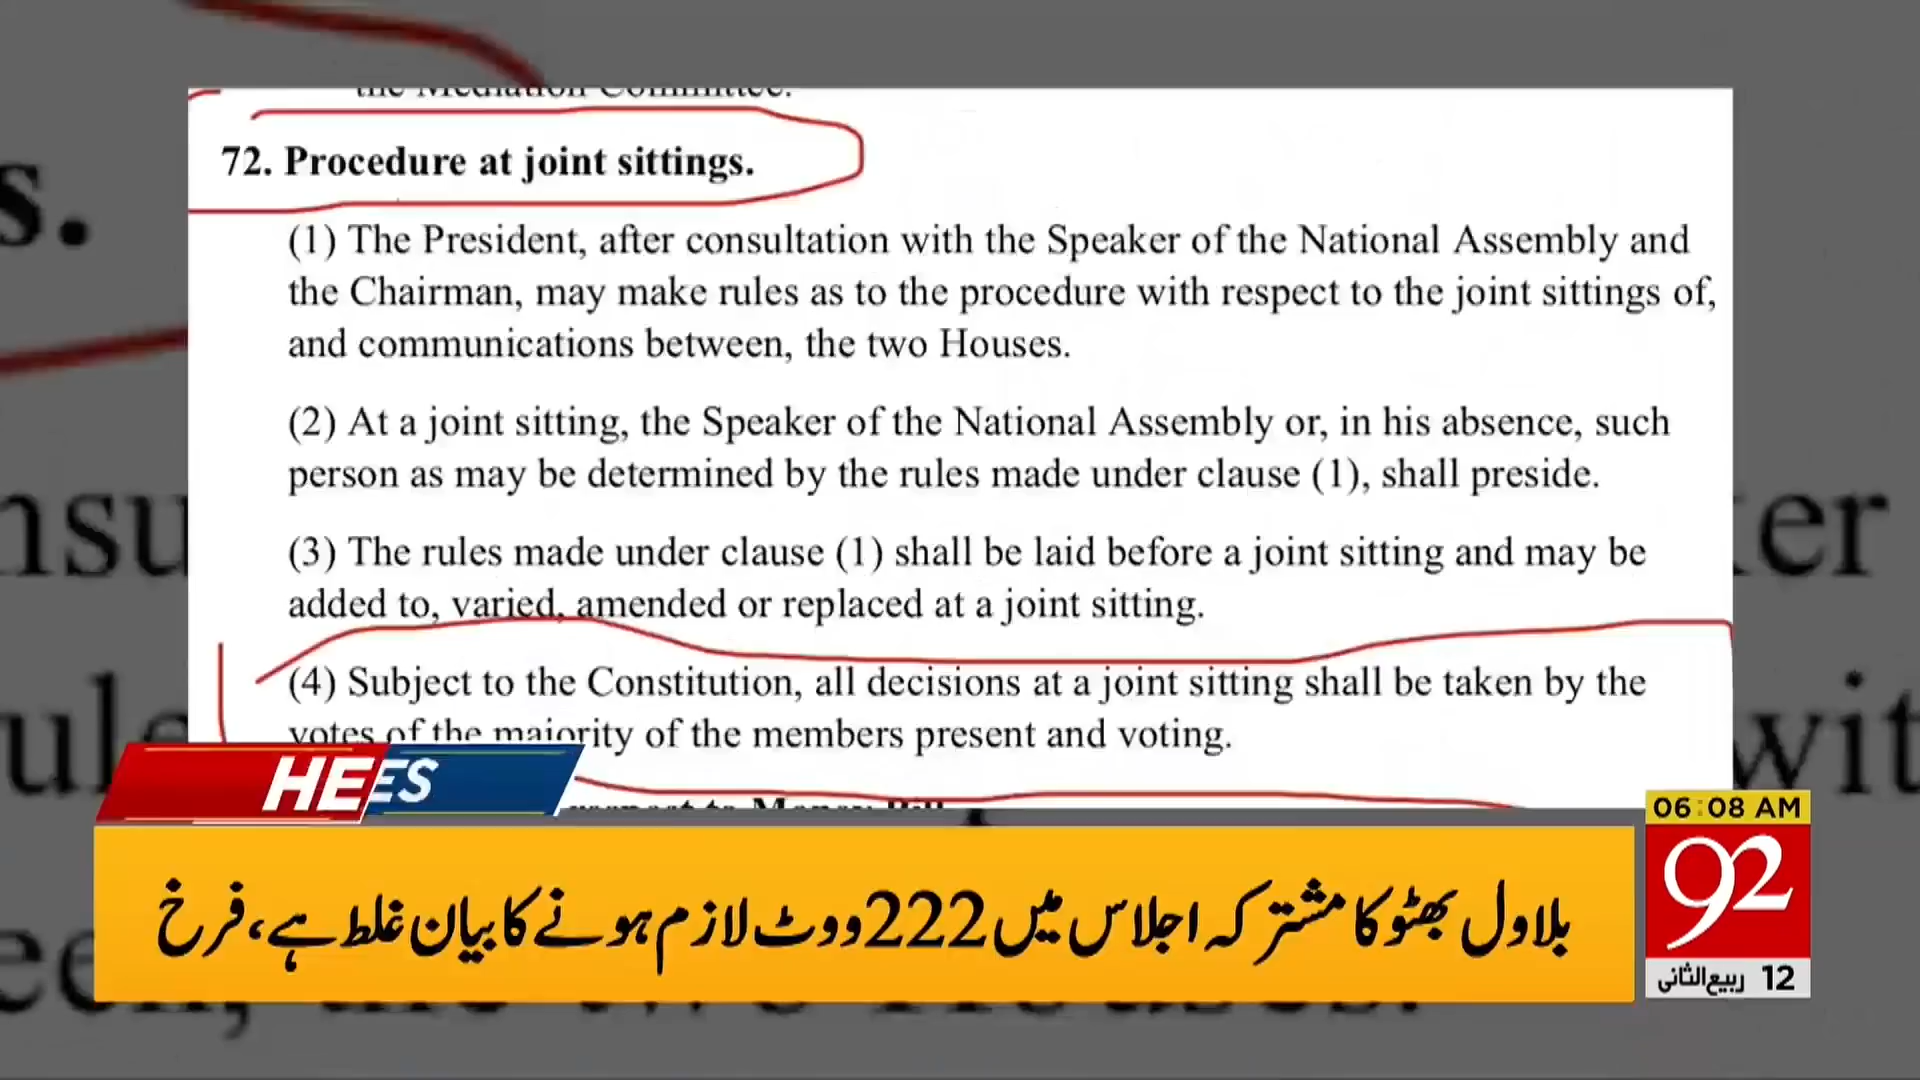 the Mediation Committee.
72. Procedure at joint sittings.
(1) The President, after consultation with the Speaker of the National Assembly and
the Chairman, may make rules as to the procedure with respect to the joint sittings of,
and communications between, the two Houses.
(2) At a joint sitting, the Speaker of the National Assembly or, in his absence, such
person as may be determined by the rules made under clause (1), shall preside.
(3) The rules made under clause (1) shall be laid before a joint sitting and may be
added to, varied, amended or replaced at a joint sitting.
(4) Subject to the Constitution, all decisions at a joint sitting shall be taken by the
votes of the majority of the members present and voting.
to Money Bill
HE ES
06:08 AM
92
بلاول بھٹو کا مشترکہ اجلاس میں 222 ووٹ لازم ہونے کا بیان غلط ہے، فرخ
12 ربیع الثانی